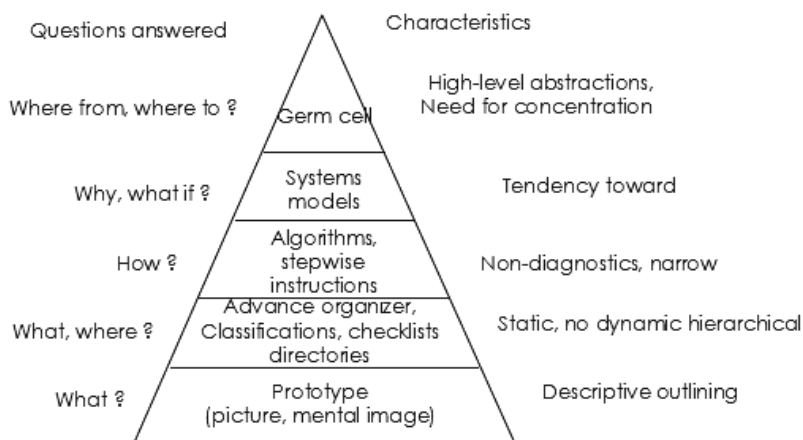 Questions answered
Characteristics
Where from, where to ?
Germ cell
High-level abstractions,
Need for concentration
Why, what if ?
Systems
models
Tendency toward
How ?
Algorithms,
stepwise
instructions
Non-diagnostics, narrow
What, where ?
Advance organizer,
Classifications, checklists
directories
Static, no dynamic hierarchical
What ?
Prototype
(picture, mental image)
Descriptive outlining